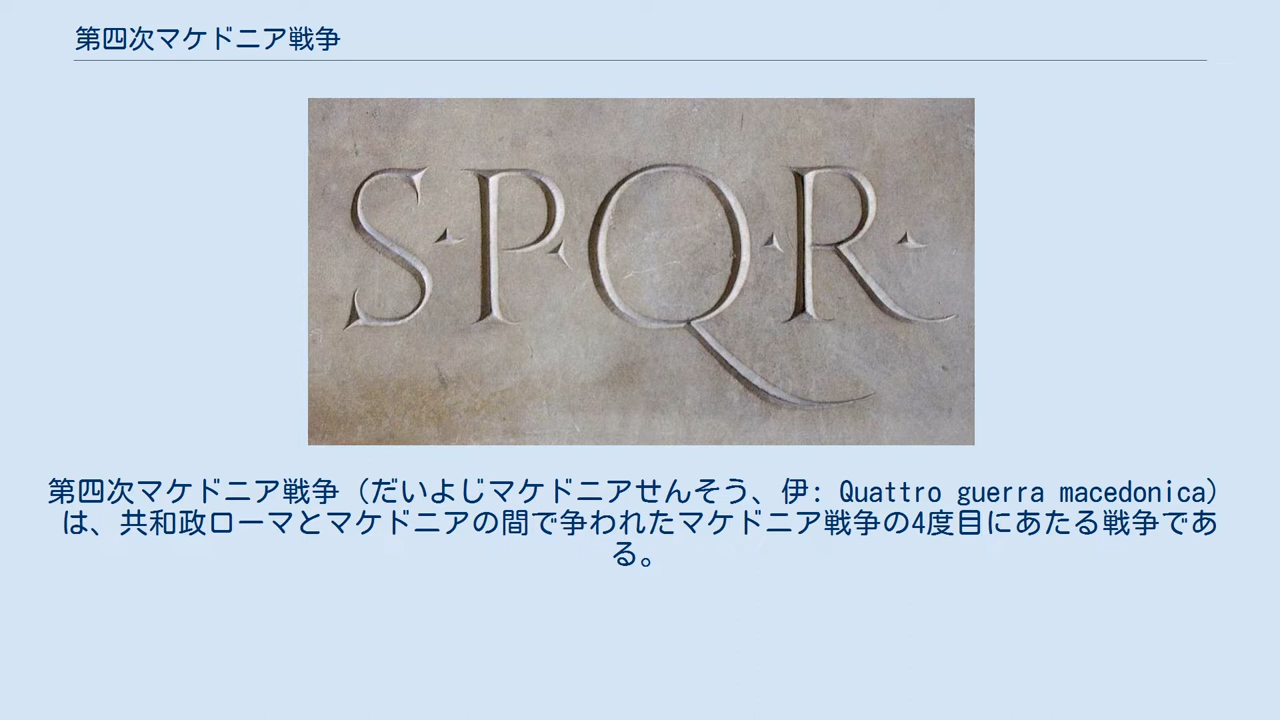 第四次マケドニア戦争
S·P·Q·R·
第四次マケドニア戦争（だいよじマケドニアせんそう、伊: Quattro guerra macedonica）
は、共和政ローマとマケドニアの間で争われたマケドニア戦争の4度目にあたる戦争であ
る。